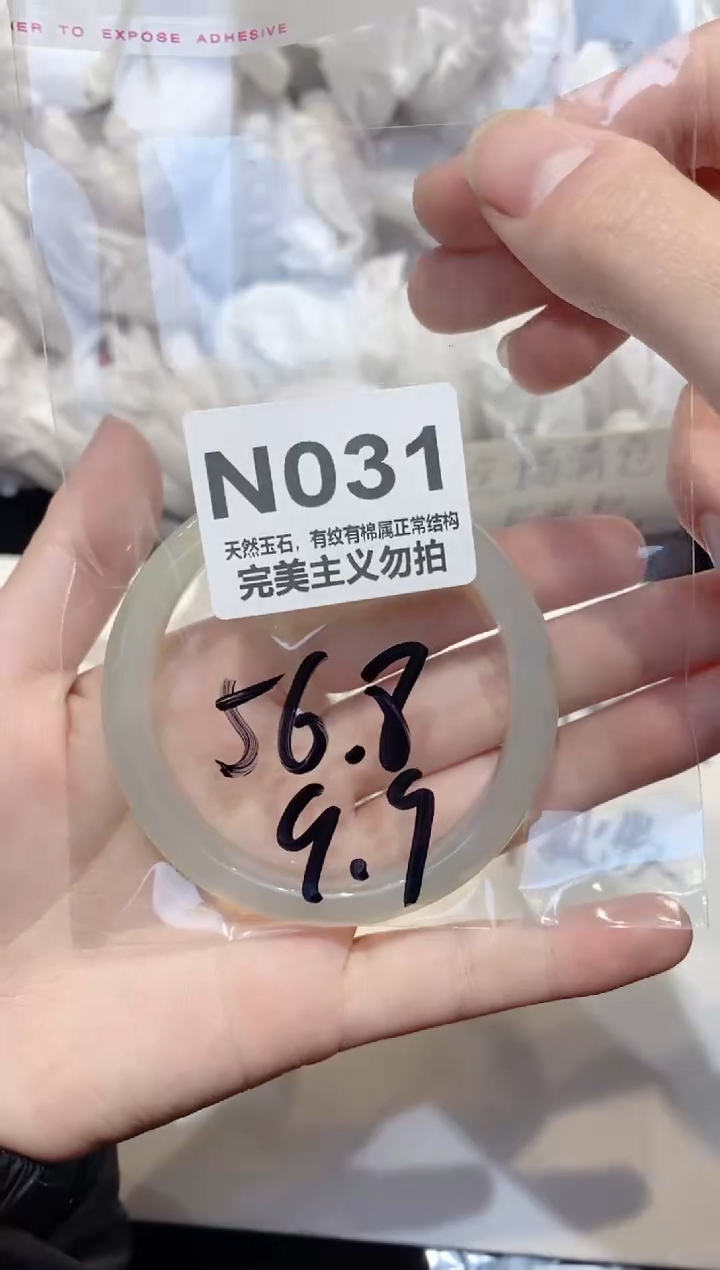 ER TO EXPOSE ADHESIVE
N031
天然玉石，有纹有棉属正常结构
完美主义勿拍
56.8
9.9